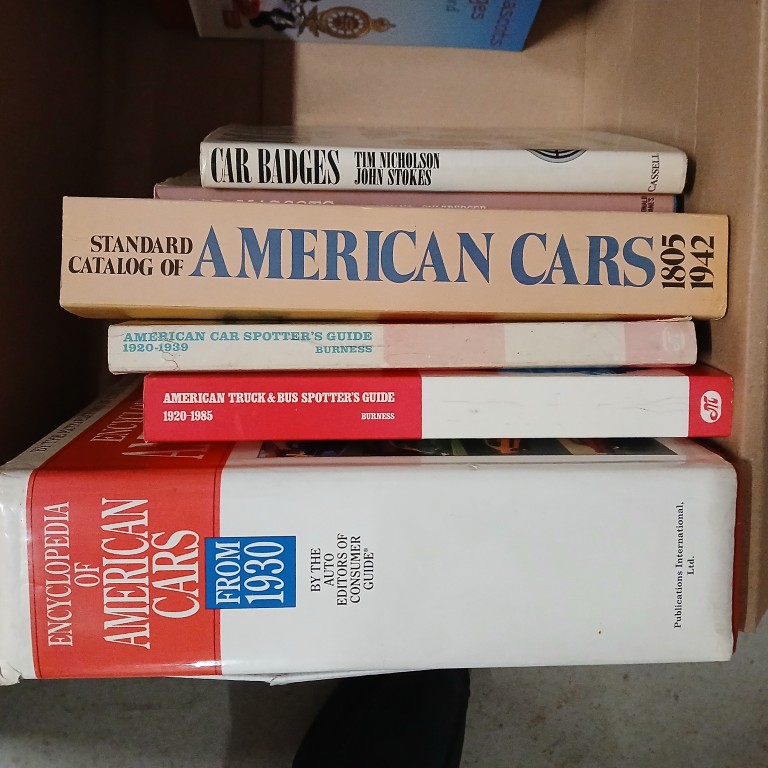 mascots
CAR BADGES
TIM NICHOLSON
JOHN STOKES
CASSELL
STANDARD
CATALOG OF
AMERICAN CARS
1805
1942
AMERICAN CAR SPOTTER'S GUIDE
1920-1939
BURNESS
AMERICAN TRUCK & BUS SPOTTER'S GUIDE
1920-1985
BURNESS
M
ENCYCLOPEDIA
OF
AMERICAN
CARS
FROM
1930
BY THE
AUTO
EDITORS OF
CONSUMER
GUIDE®
Publications International,
Ltd.